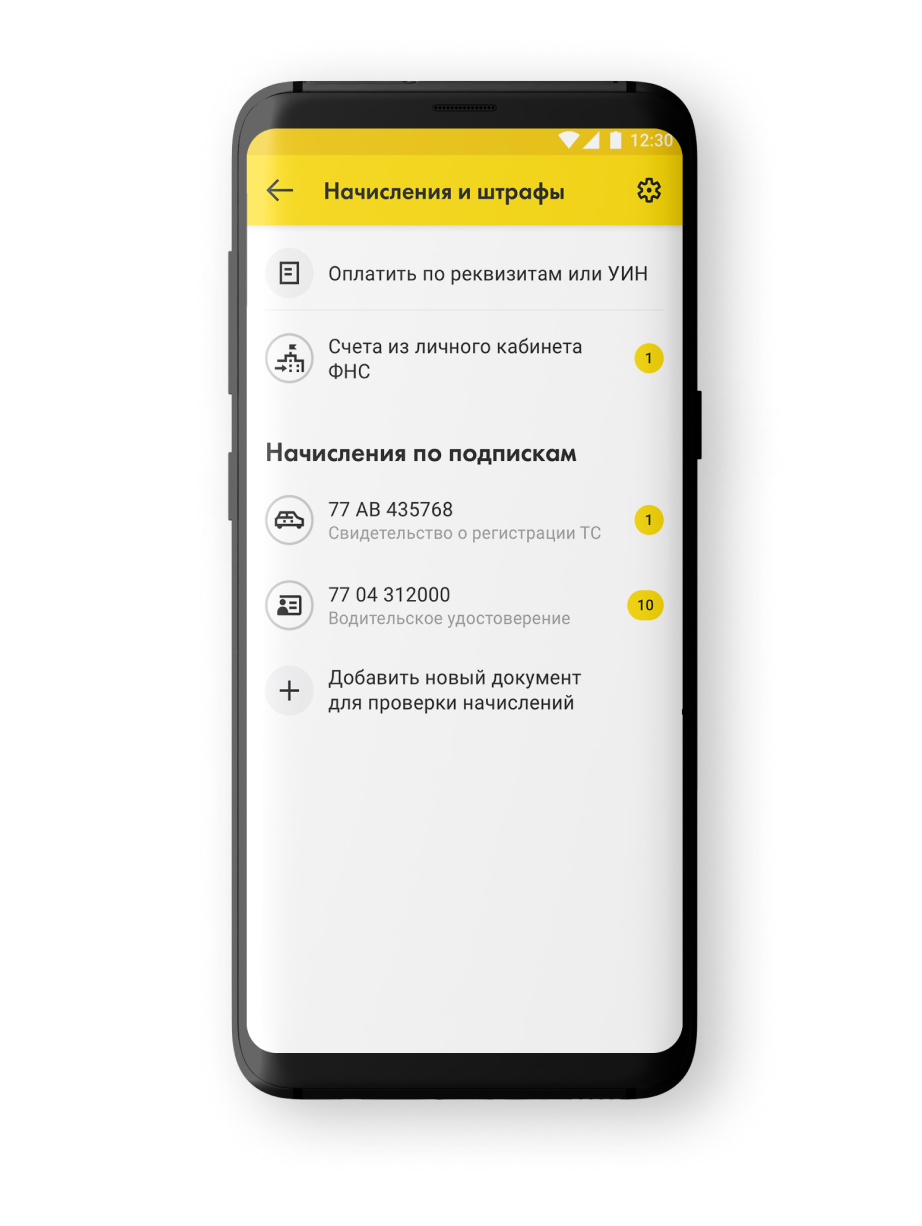 12:30
Начисления и штрафы
Оплатить по реквизитам или УИН
Счета из личного кабинета
ФНС
1
Начисления по подпискам
77 АВ 435768
Свидетельство о регистрации ТС
1
77 04 312000
Водительское удостоверение
10
Добавить новый документ
для проверки начислений